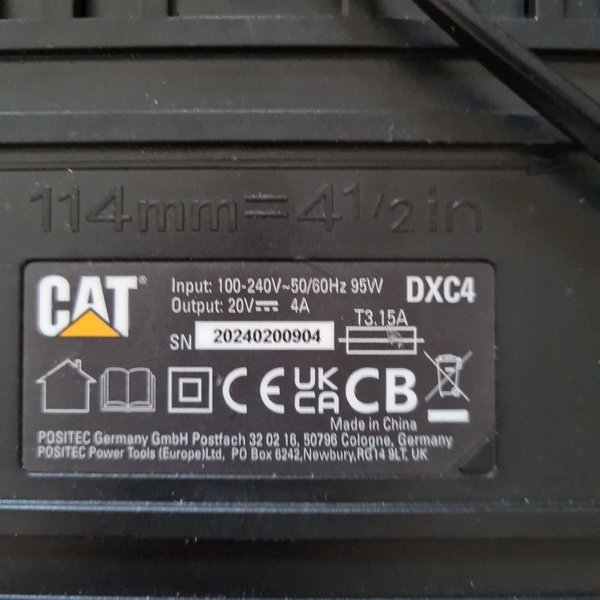 114mm=4 1/2 in
CAT® Input: 100-240V~50/60Hz 95W DXC4
Output: 20V⎓ 4A
T3.15A
SN 20240200904
CE UK CA CB
Made in China
POSITEC Germany GmbH Postfach 32 02 16, 50796 Cologne, Germany
POSITEC Power Tools (Europe)Ltd, PO Box 6242,Newbury,RG14 9LT, UK